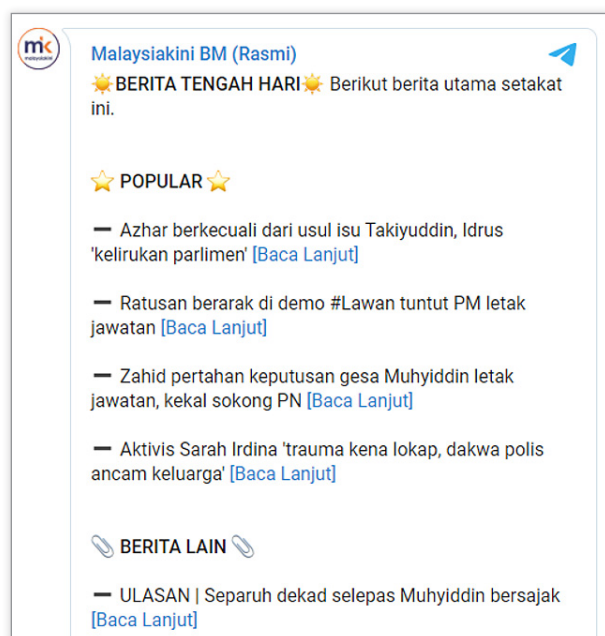 mk
malaysiakini
Malaysiakini BM (Rasmi)
☀️BERITA TENGAH HARI☀️ Berikut berita utama setakat
ini.
⭐ POPULAR ⭐
➖ Azhar berkecuali dari usul isu Takiyuddin, Idrus
'kelirukan parlimen' [Baca Lanjut]
➖ Ratusan berarak di demo #Lawan tuntut PM letak
jawatan [Baca Lanjut]
➖ Zahid pertahan keputusan gesa Muhyiddin letak
jawatan, kekal sokong PN [Baca Lanjut]
➖ Aktivis Sarah Irdina 'trauma kena lokap, dakwa polis
ancam keluarga' [Baca Lanjut]
📎 BERITA LAIN 📎
➖ ULASAN | Separuh dekad selepas Muhyiddin bersajak
[Baca Lanjut]